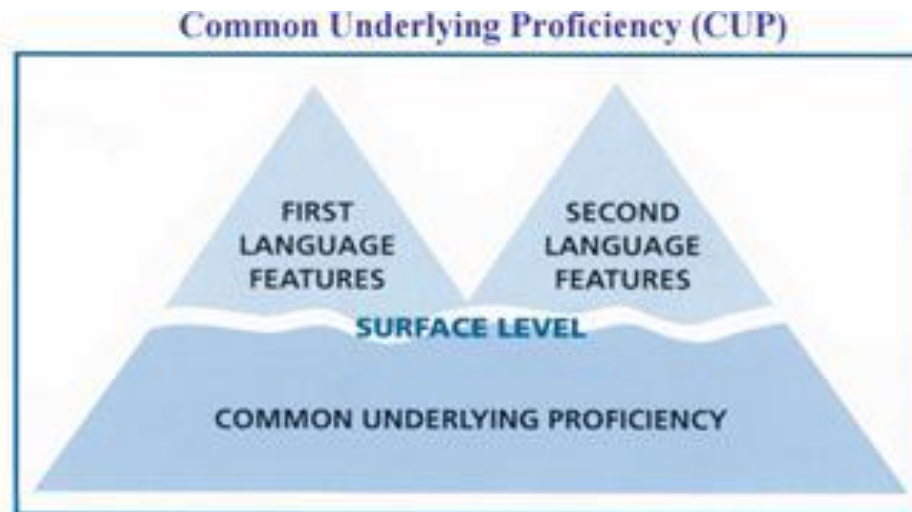 Common Underlying Proficiency (CUP)
FIRST
LANGUAGE
FEATURES
SECOND
LANGUAGE
FEATURES
SURFACE LEVEL
COMMON UNDERLYING PROFICIENCY